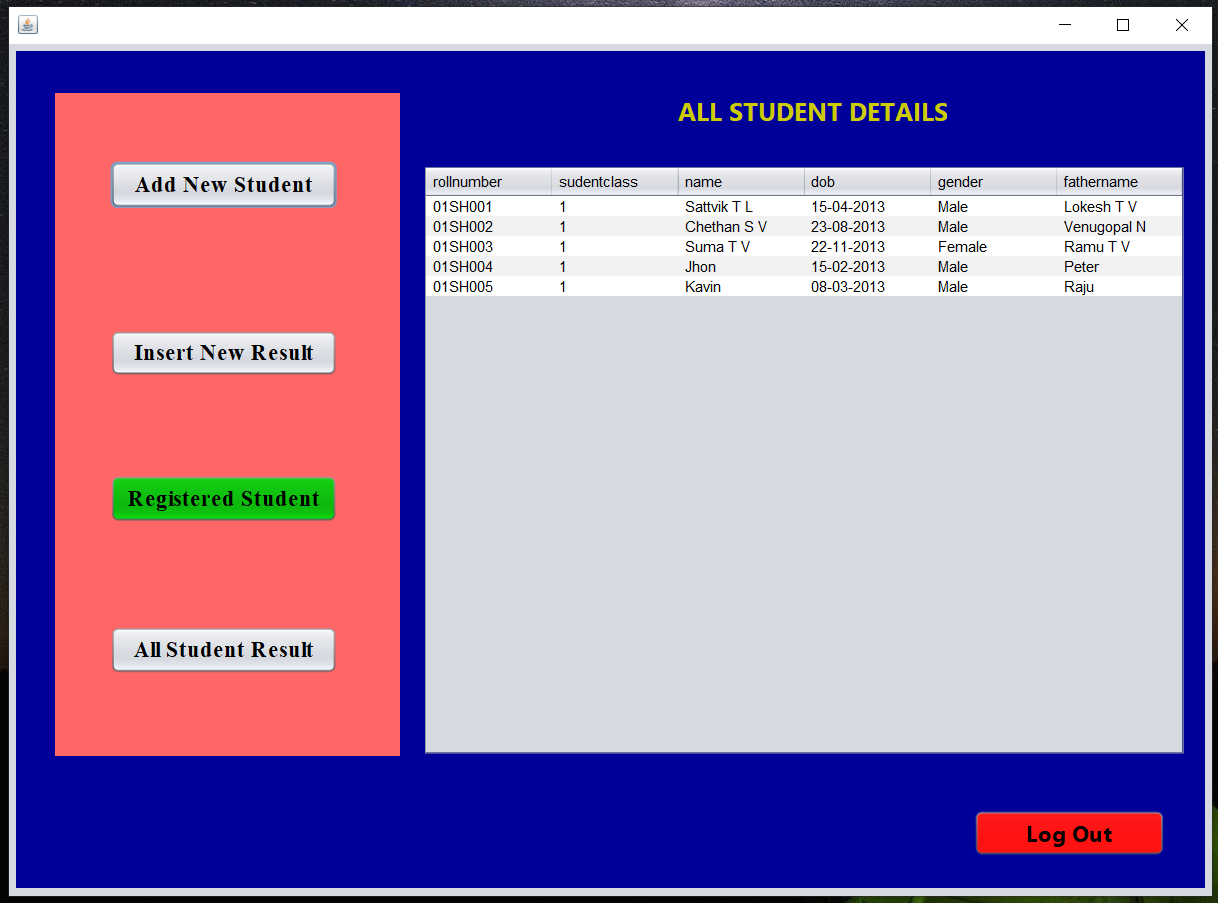 Add New Student
Insert New Result
Registered Student
All Student Result
ALL STUDENT DETAILS
rollnumber sudentclass name dob gender fathername
01SH001 1 Sattvik T L 15-04-2013 Male Lokesh T V
01SH002 1 Chethan S V 23-08-2013 Male Venugopal N
01SH003 1 Suma T V 22-11-2013 Female Ramu T V
01SH004 1 Jhon 15-02-2013 Male Peter
01SH005 1 Kavin 08-03-2013 Male Raju
Log Out